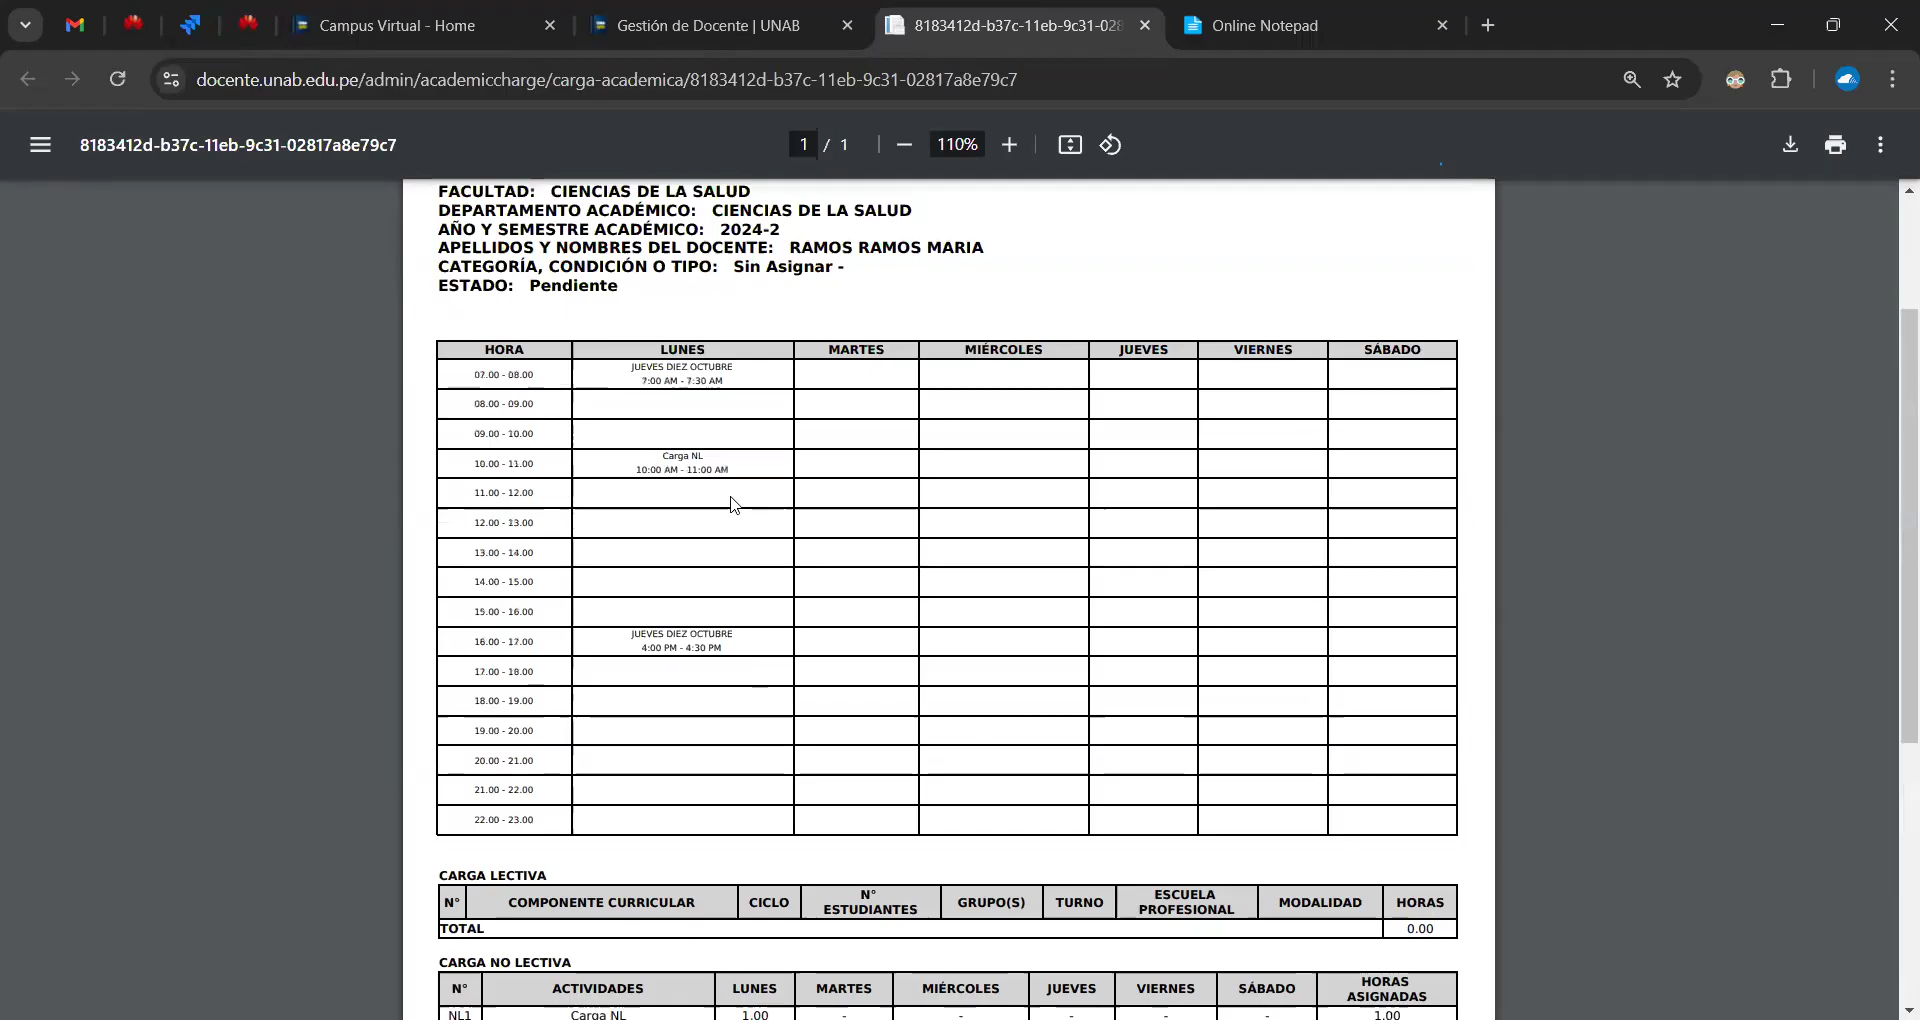 Campus Virtual - Home
Gestión de Docente | UNAB
8183412d-b37c-11eb-9c31-028
Online Notepad
docente.unab.edu.pe/admin/academiccharge/carga-academica/8183412d-b37c-11eb-9c31-02817a8e79c7
8183412d-b37c-11eb-9c31-02817a8e79c7
1 / 1
110%
FACULTAD: CIENCIAS DE LA SALUD
DEPARTAMENTO ACADÉMICO: CIENCIAS DE LA SALUD
AÑO Y SEMESTRE ACADÉMICO: 2024-2
APELLIDOS Y NOMBRES DEL DOCENTE: RAMOS RAMOS MARIA
CATEGORÍA, CONDICIÓN O TIPO: Sin Asignar -
ESTADO: Pendiente
HORA LUNES MARTES MIÉRCOLES JUEVES VIERNES SÁBADO
07.00 - 08.00 JUEVES DIEZ OCTUBRE
7:00 AM - 7:30 AM
08.00 - 09.00
09.00 - 10.00
10.00 - 11.00 Carga NL
10:00 AM - 11:00 AM
11.00 - 12.00
12.00 - 13.00
13.00 - 14.00
14.00 - 15.00
15.00 - 16.00
16.00 - 17.00 JUEVES DIEZ OCTUBRE
4:00 PM - 4:30 PM
17.00 - 18.00
18.00 - 19.00
19.00 - 20.00
20.00 - 21.00
21.00 - 22.00
22.00 - 23.00
CARGA LECTIVA
N° COMPONENTE CURRICULAR CICLO N° ESTUDIANTES GRUPO(S) TURNO ESCUELA PROFESIONAL MODALIDAD HORAS
TOTAL 0.00
CARGA NO LECTIVA
N° ACTIVIDADES LUNES MARTES MIÉRCOLES JUEVES VIERNES SÁBADO HORAS ASIGNADAS
NL1 Carga NL 1.00 - - - - - 1.00